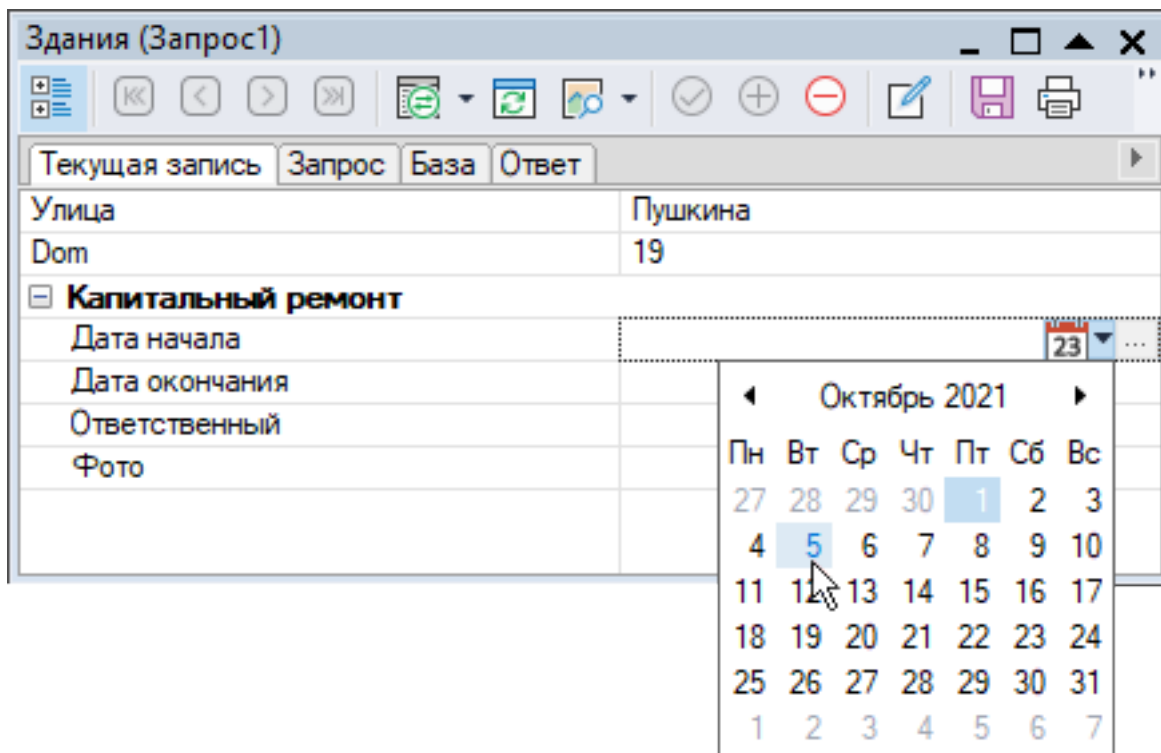 Здания (Запрос1)
Текущая запись Запрос База Ответ
Улица Пушкина
Dom 19
Капитальный ремонт
Дата начала 23 ...
Дата окончания
Ответственный
Фото
Октябрь 2021
Пн Вт Ср Чт Пт Сб Вс
27 28 29 30 1 2 3
4 5 6 7 8 9 10
11 12 13 14 15 16 17
18 19 20 21 22 23 24
25 26 27 28 29 30 31
1 2 3 4 5 6 7